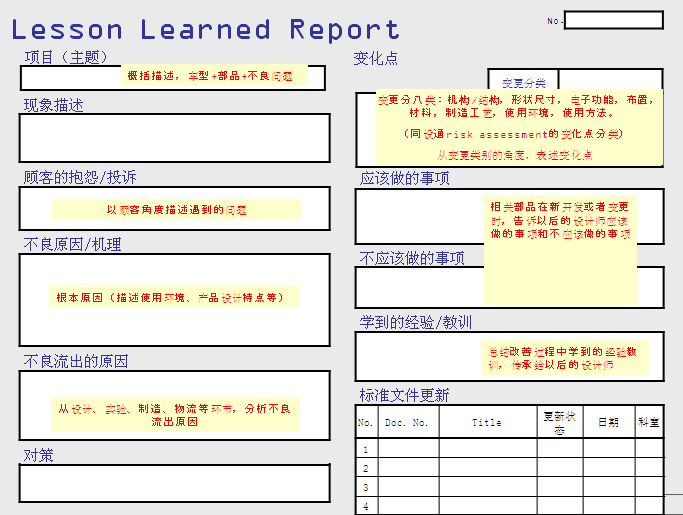 Lesson Learned Report
No.
项目（主题）
概括描述，车型+部品+不良问题
现象描述
顾客的抱怨/投诉
以顾客角度描述遇到的问题
不良原因/机理
根本原因（描述使用环境、产品设计特点等）
不良流出的原因
从设计、实验、制造、物流等环节，分析不良
流出原因
对策
变化点
变更分类
变更分八类：机构/结构，形状尺寸，电子功能，布置，
材料，制造工艺，使用环境，使用方法。
（同设通risk assessment的变化点分类）
从变更类别的角度，表述变化点
应该做的事项
相关部品在新开发或者变更
时，告诉以后的设计师应该
做的事项和不应该做的事项
不应该做的事项
学到的经验/教训
总结改善过程中学到的经验教
训，传承给以后的设计师
标准文件更新
No. Doc. No. Title 更新状态 日期 科室
1
2
3
4